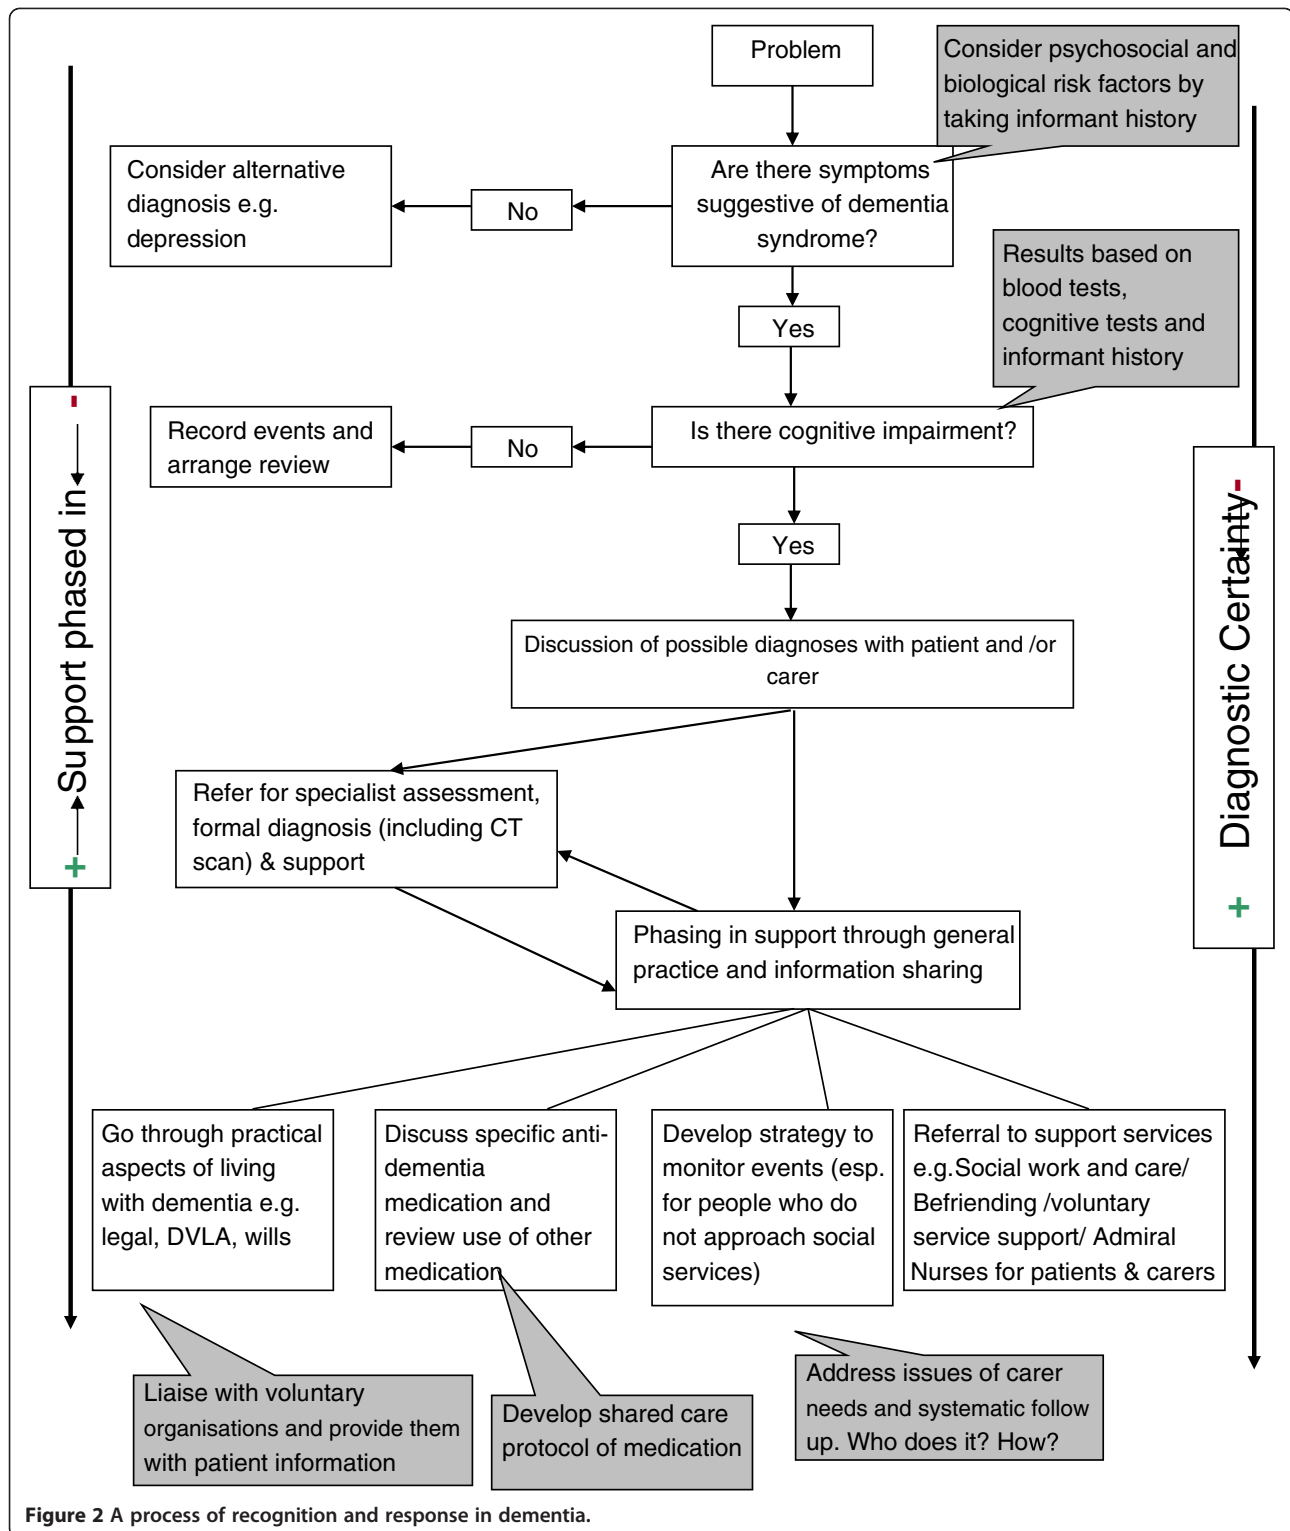 Problem
Consider psychosocial and
biological risk factors by
taking informant history
Consider alternative
diagnosis e.g.
depression
No
Are there symptoms
suggestive of dementia
syndrome?
Results based on
blood tests,
cognitive tests and
informant history
Yes
Record events and
arrange review
No
Is there cognitive impairment?
Yes
- Support phased in +
Diagnostic Certainty - +
Discussion of possible diagnoses with patient and /or
carer
Refer for specialist assessment,
formal diagnosis (including CT
scan) & support
Phasing in support through general
practice and information sharing
Go through practical
aspects of living
with dementia e.g.
legal, DVLA, wills
Discuss specific anti-
dementia
medication and
review use of other
medication
Develop strategy to
monitor events (esp.
for people who do
not approach social
services)
Referral to support services
e.g.Social work and care/
Befriending /voluntary
service support/ Admiral
Nurses for patients & carers
Liaise with voluntary
organisations and provide them
with patient information
Develop shared care
protocol of medication
Address issues of carer
needs and systematic follow
up. Who does it? How?
Figure 2 A process of recognition and response in dementia.